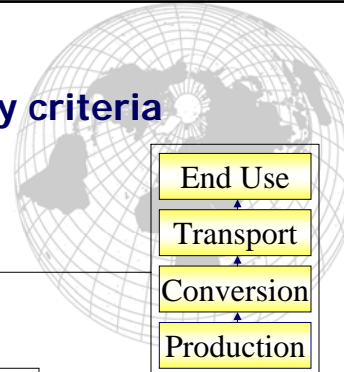 y criteria
End Use
Transport
Conversion
Production